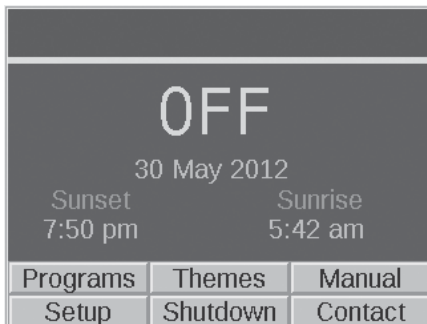 OFF
30 May 2012
Sunset Sunrise
7:50 pm 5:42 am
Programs Themes Manual
Setup Shutdown Contact